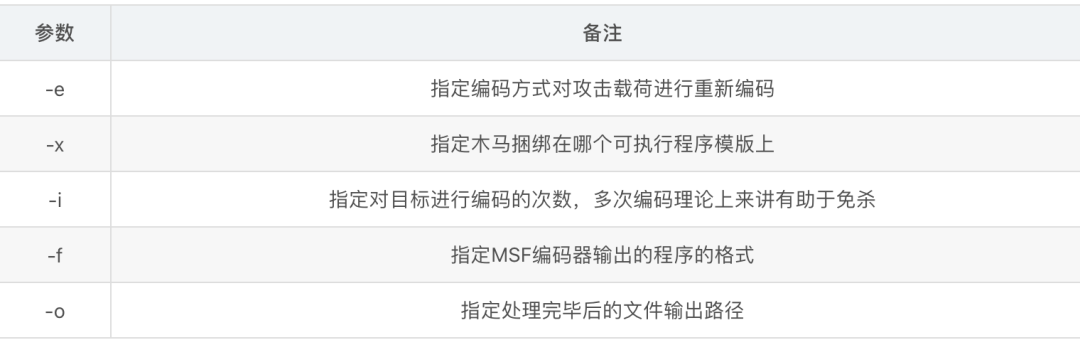 参数 备注
-e 指定编码方式对攻击载荷进行重新编码
-x 指定木马捆绑在哪个可执行程序模版上
-i 指定对目标进行编码的次数，多次编码理论上来讲有助于免杀
-f 指定MSF编码器输出的程序的格式
-o 指定处理完毕后的文件输出路径